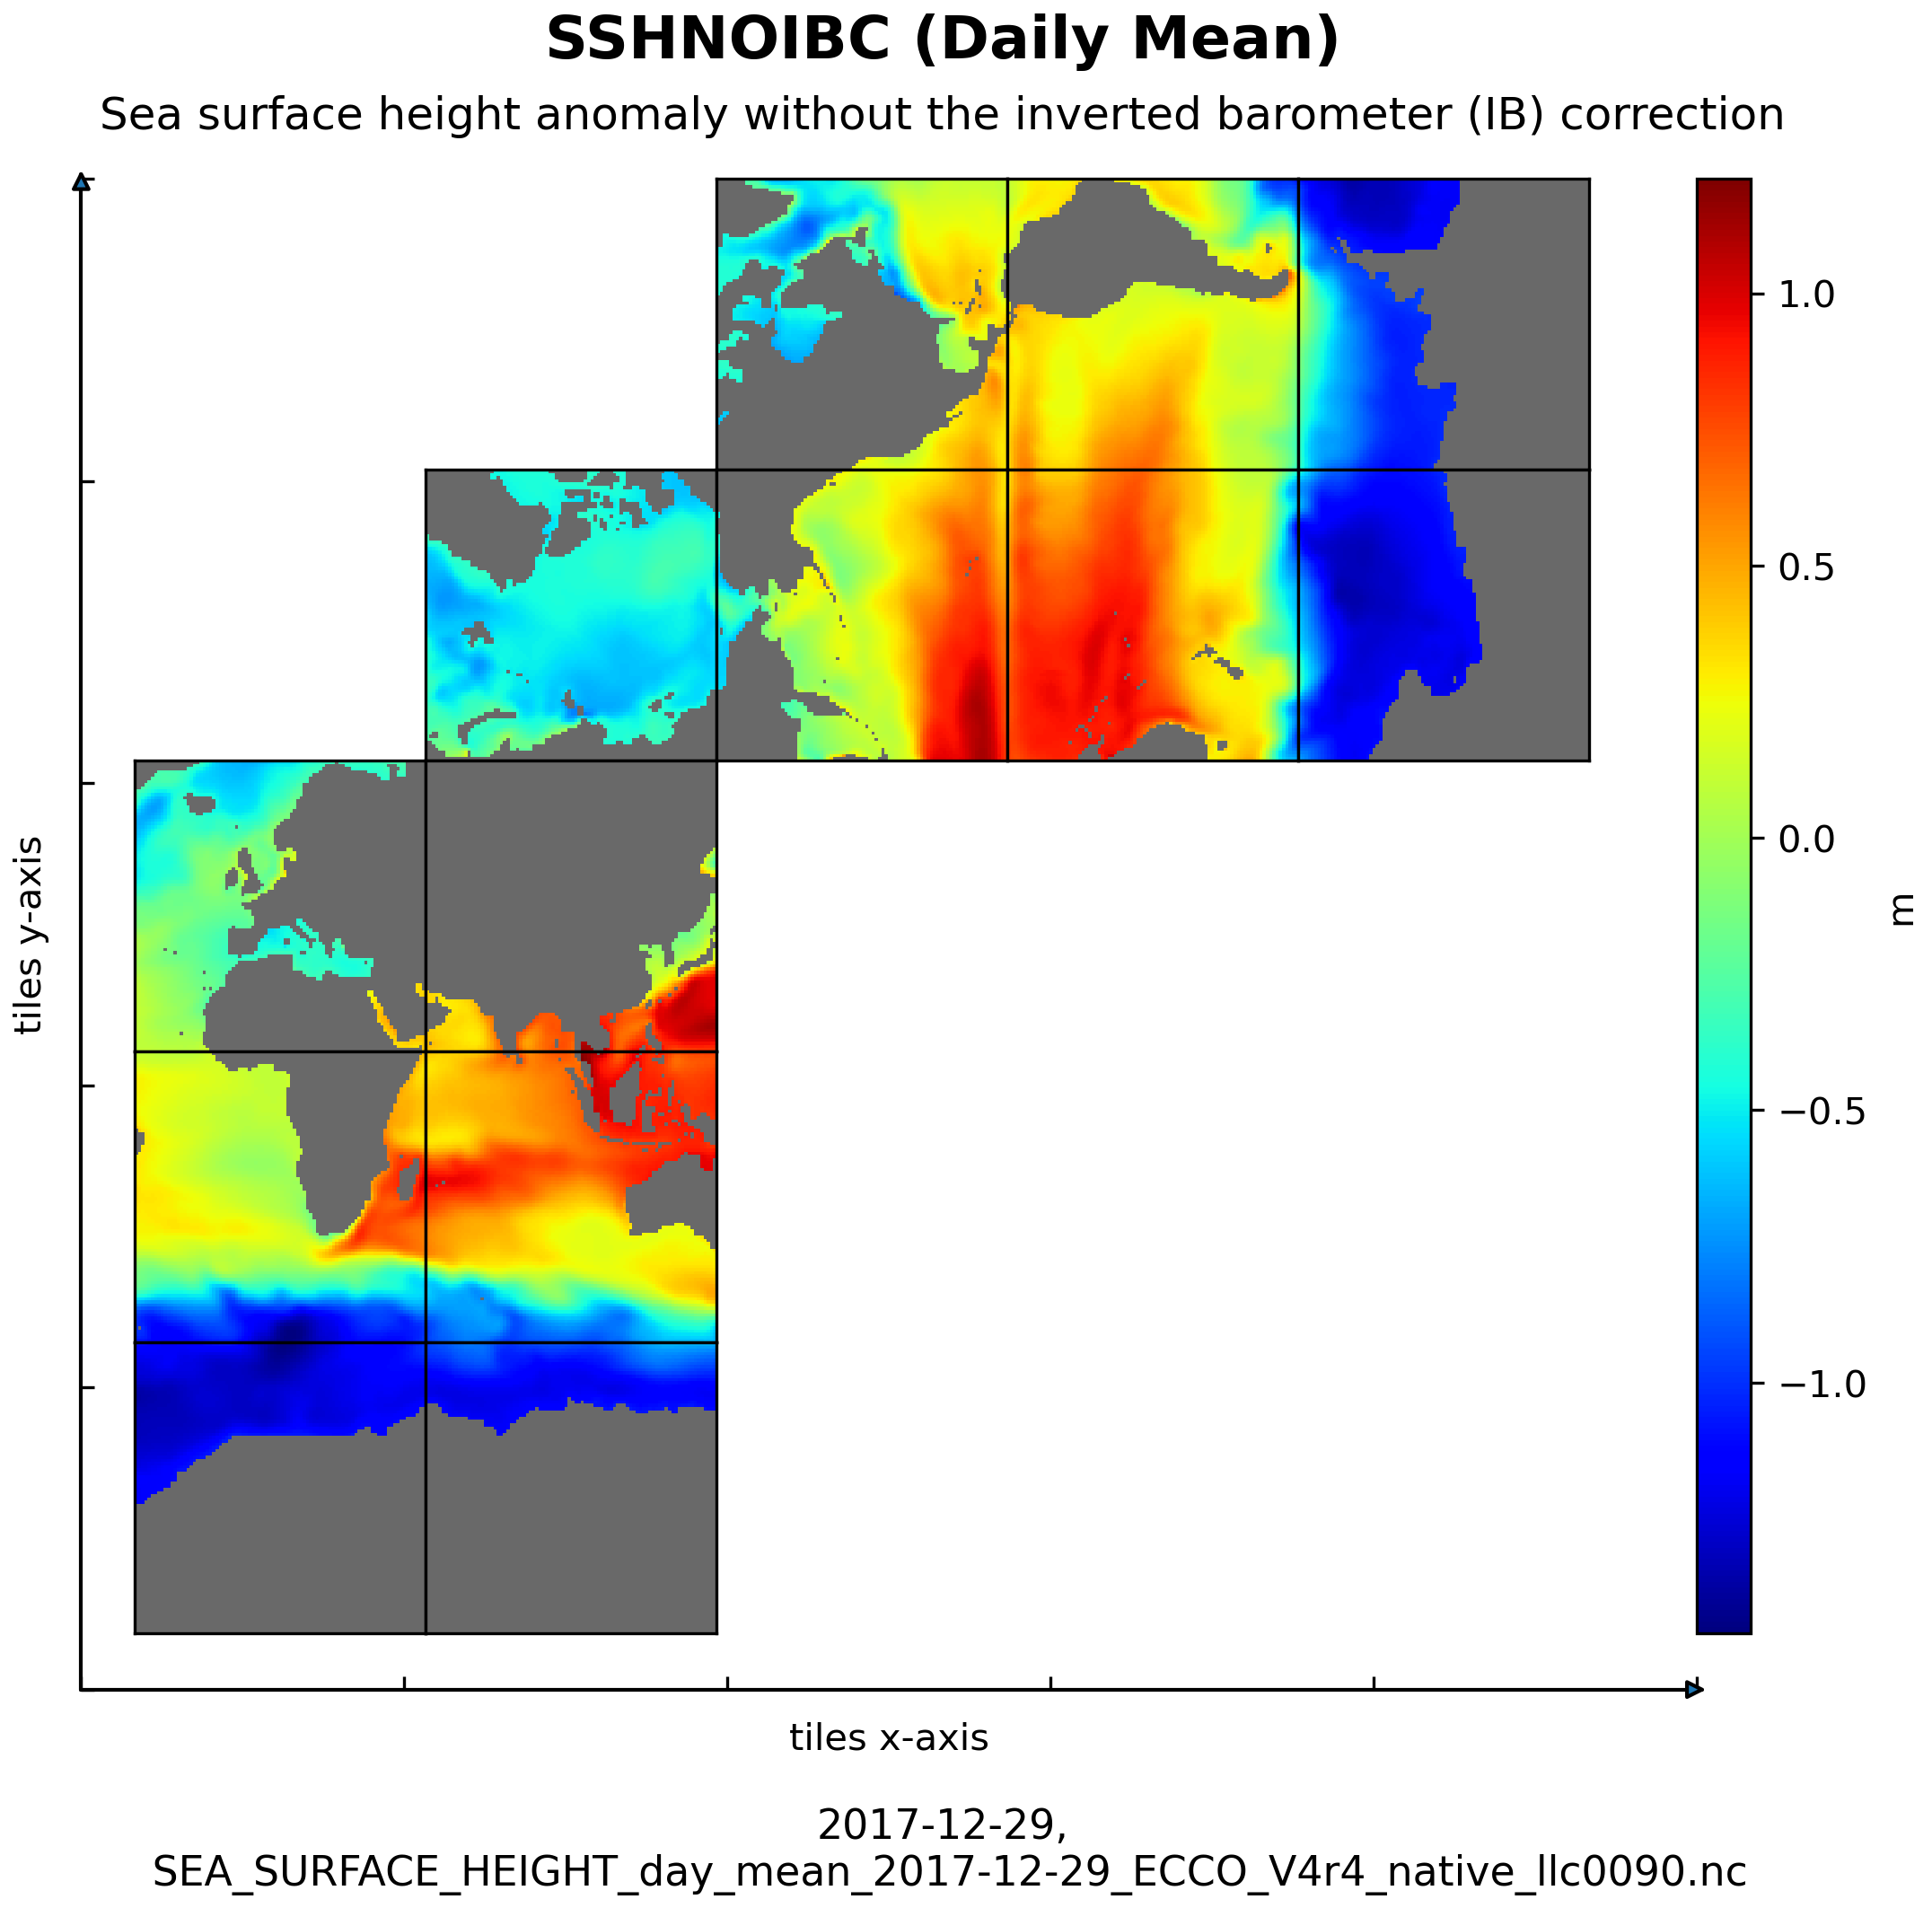 SSHNOIBC (Daily Mean)
Sea surface height anomaly without the inverted barometer (IB) correction
1.0
0.5
0.0
−0.5
−1.0
m
tiles y-axis
tiles x-axis
2017-12-29,
SEA_SURFACE_HEIGHT_day_mean_2017-12-29_ECCO_V4r4_native_llc0090.nc